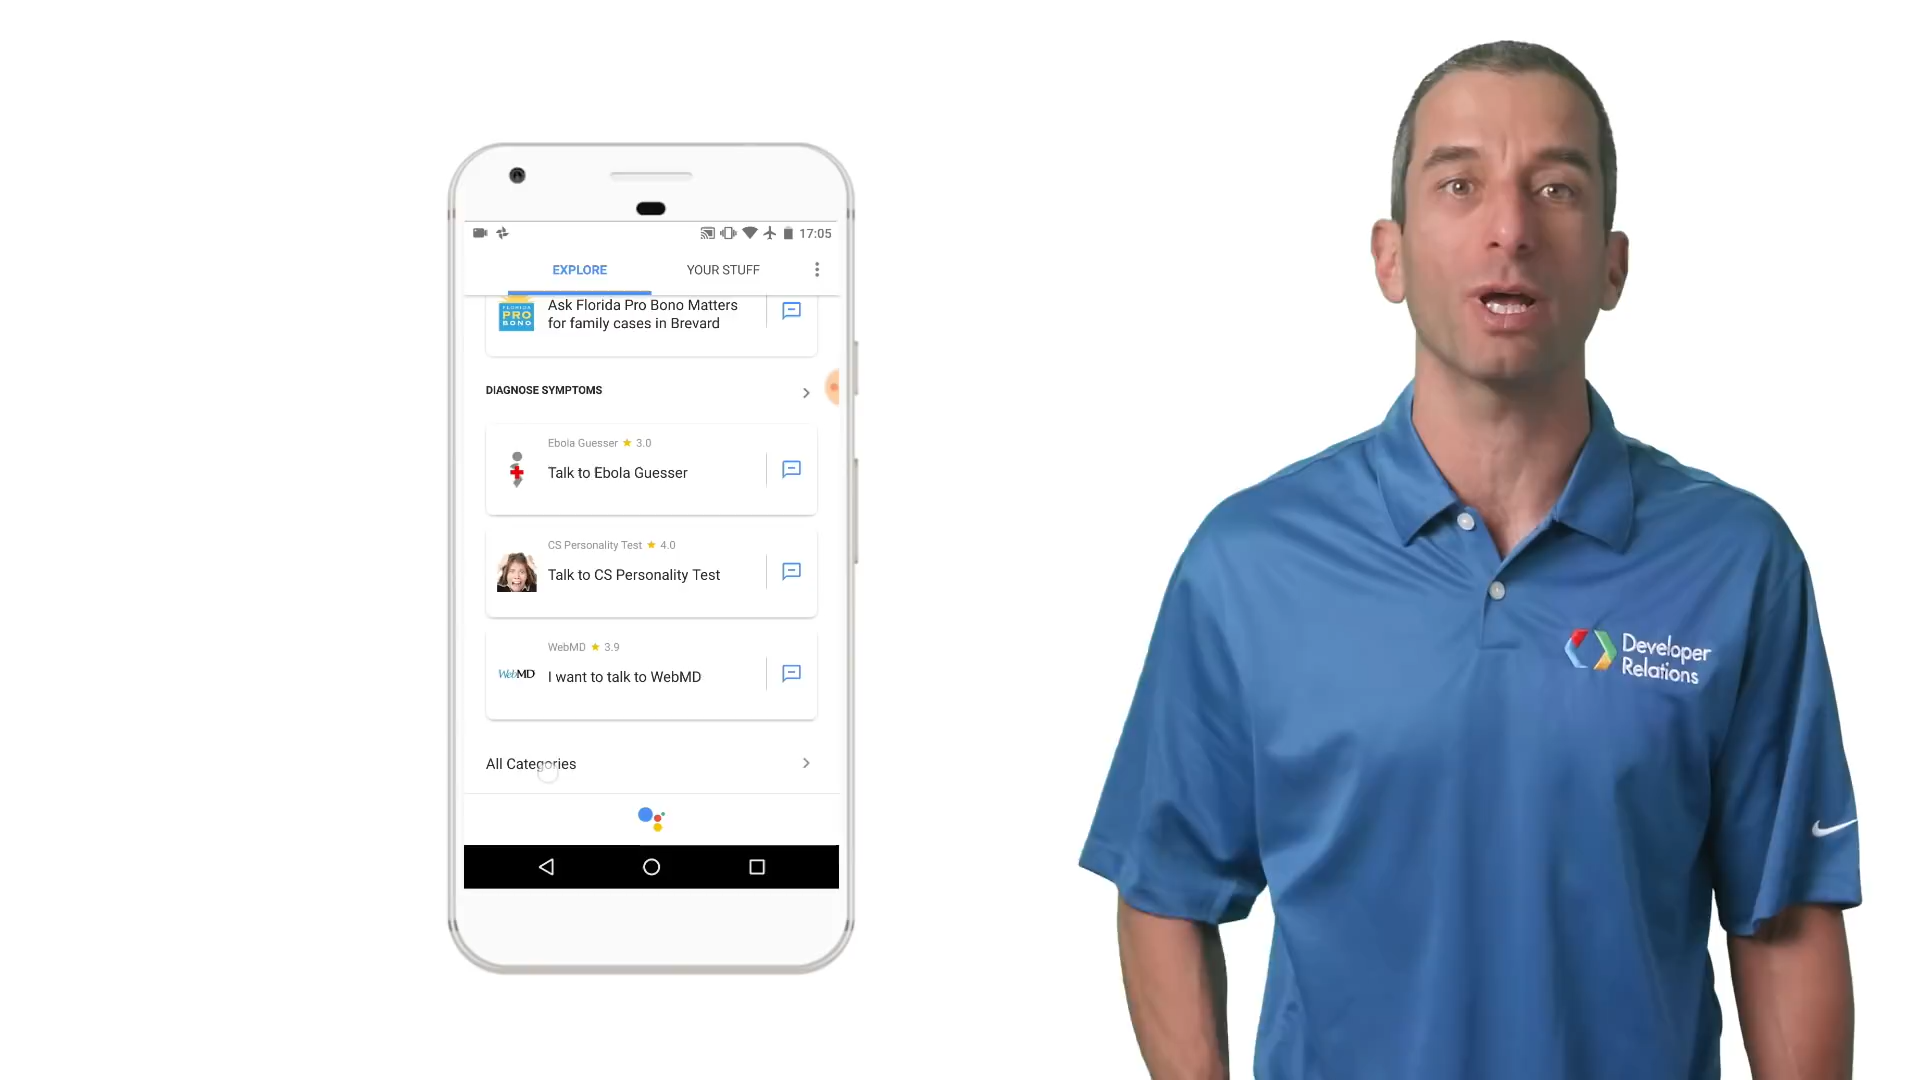 17:05
EXPLORE
YOUR STUFF
FLORIDA
PRO
BONO
Ask Florida Pro Bono Matters
for family cases in Brevard
DIAGNOSE SYMPTOMS
Ebola Guesser ★ 3.0
Talk to Ebola Guesser
CS Personality Test ★ 4.0
Talk to CS Personality Test
WebMD ★ 3.9
WebMD
I want to talk to WebMD
All Categories
Developer
Relations